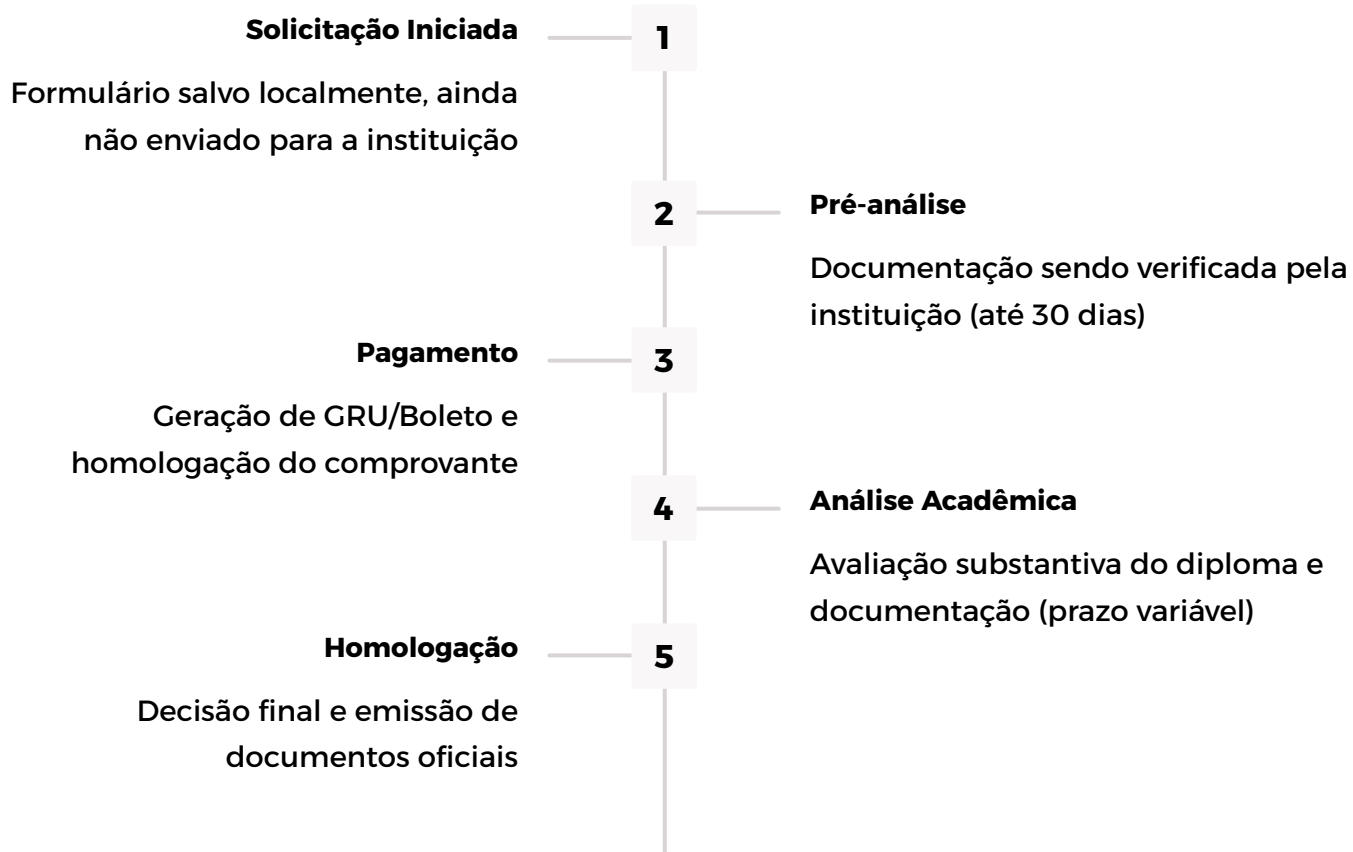 Solicitação Iniciada
1
Formulário salvo localmente, ainda
não enviado para a instituição
2
Pré-análise
Documentação sendo verificada pela
instituição (até 30 dias)
Pagamento
3
Geração de GRU/Boleto e
homologação do comprovante
4
Análise Acadêmica
Avaliação substantiva do diploma e
documentação (prazo variável)
Homologação
5
Decisão final e emissão de
documentos oficiais